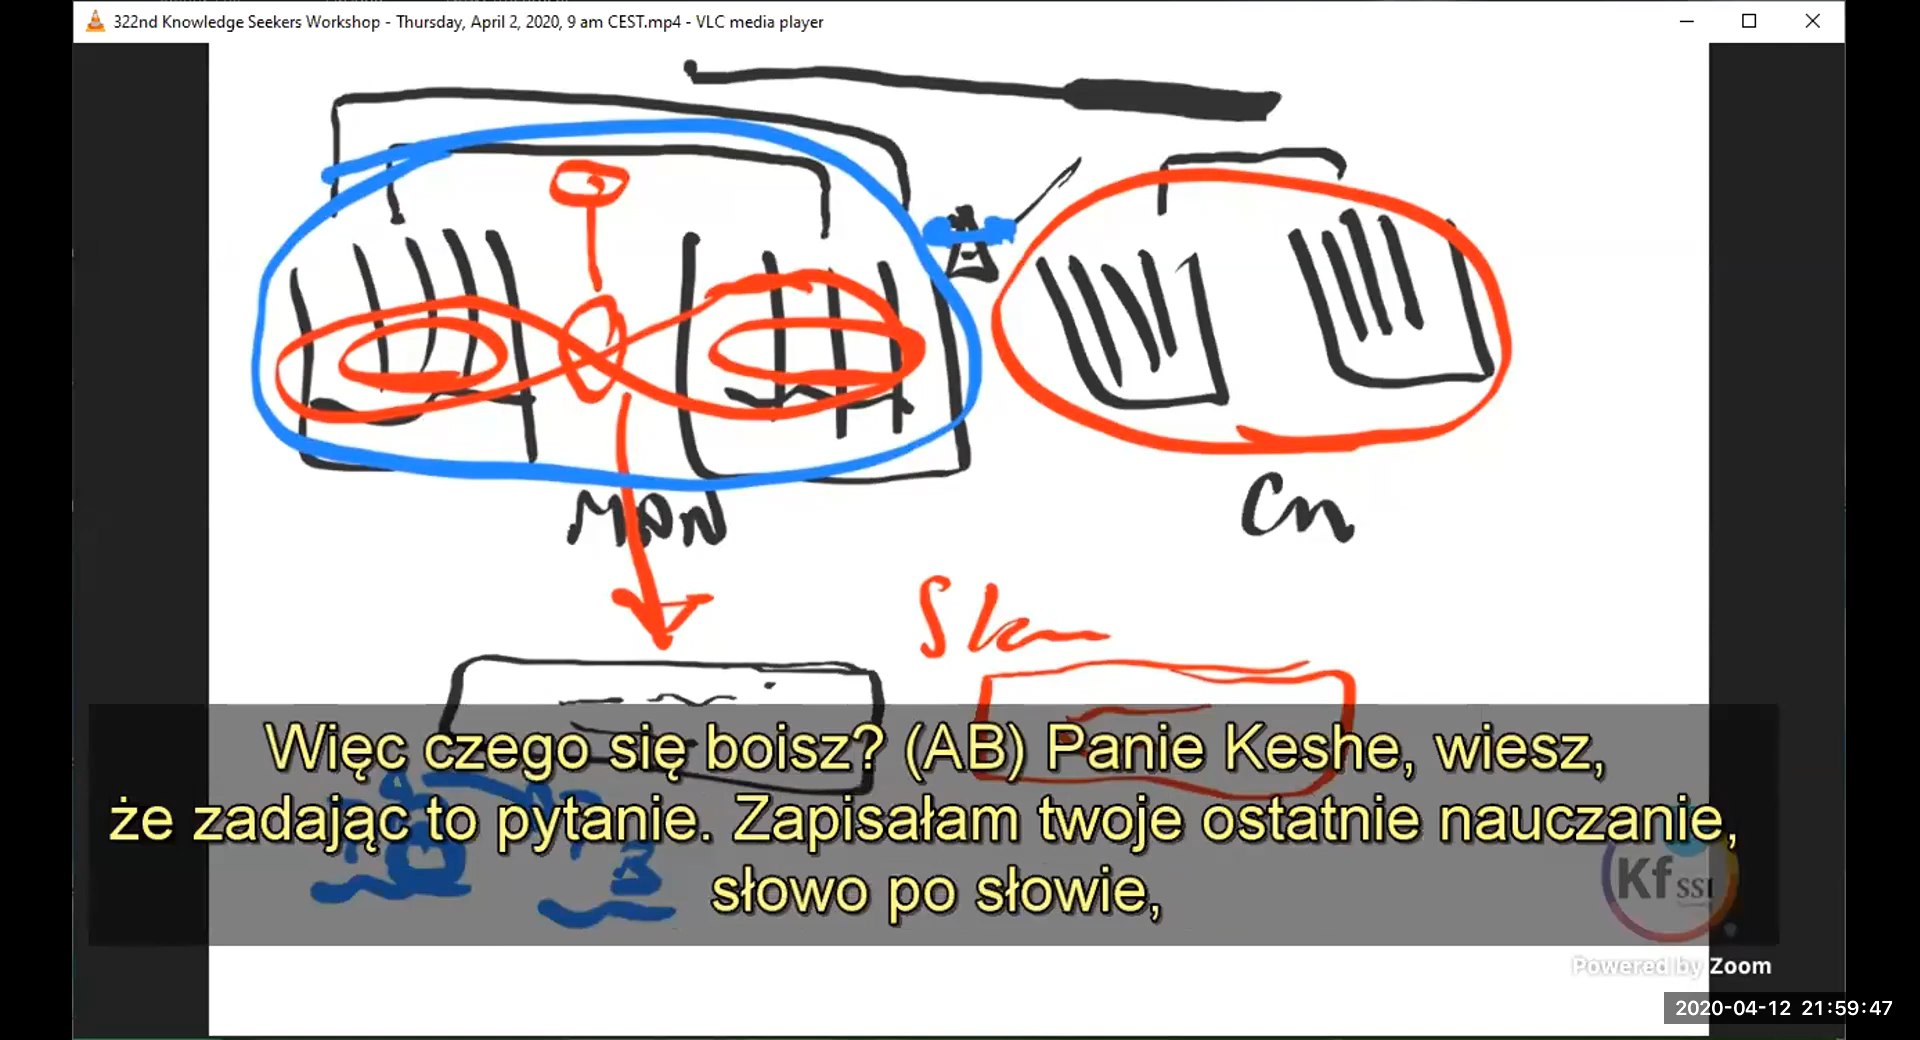 322nd Knowledge Seekers Workshop - Thursday, April 2, 2020, 9 am CEST.mp4 - VLC media player
MAN
Cn
Więc czego się boisz? (AB) Panie Keshe, wiesz,
że zadając to pytanie. Zapisałam twoje ostatnie nauczanie,
słowo po słowie,
Kf SSI
Powered by Zoom
2020-04-12 21:59:47